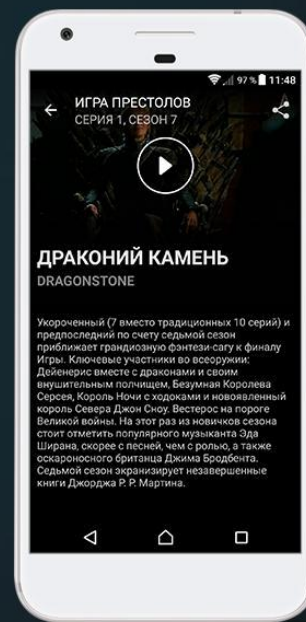 97 % 11:48
ИГРА ПРЕСТОЛОВ
СЕРИЯ 1, СЕЗОН 7
ДРАКОНИЙ КАМЕНЬ
DRAGONSTONE
Укороченный (7 вместо традиционных 10 серий) и
предпоследний по счету седьмой сезон
приближает грандиозную фэнтези-сагу к финалу
Игры. Ключевые участники во всеоружии:
Дейенерис вместе с драконами и своим
внушительным полчищем, Безумная Королева
Серсея, Король Ночи с ходоками и новоявленный
король Севера Джон Сноу. Вестерос на пороге
Великой войны. На этот раз из новичков сезона
стоит отметить популярного музыканта Эда
Ширана, скорее с песней, чем с ролью, а также
оскароносного британца Джима Бродбента.
Седьмой сезон экранизирует незавершенные
книги Джорджа Р. Р. Мартина.